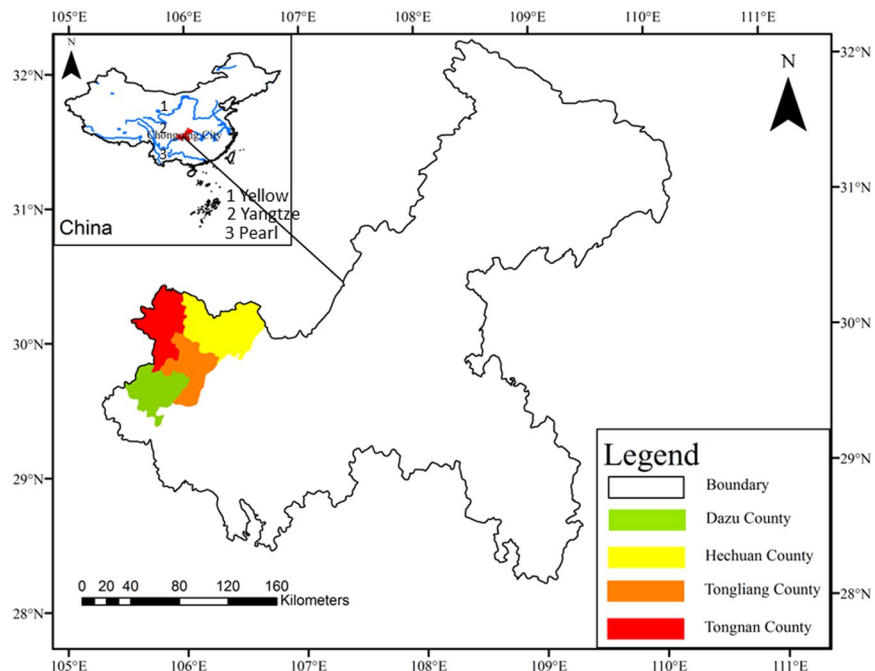 105°E 106°E 107°E 108°E 109°E 110°E 111°E
N
32°N
1
2
Chongqing City
3
1 Yellow
2 Yangtze
3 Pearl
China
31°N
30°N
29°N
28°N
N
32°N
31°N
30°N
29°N
28°N
0 20 40 80 120 160
Kilometers
Legend
Boundary
Dazu County
Hechuan County
Tongliang County
Tongnan County
105°E 106°E 107°E 108°E 109°E 110°E 111°E